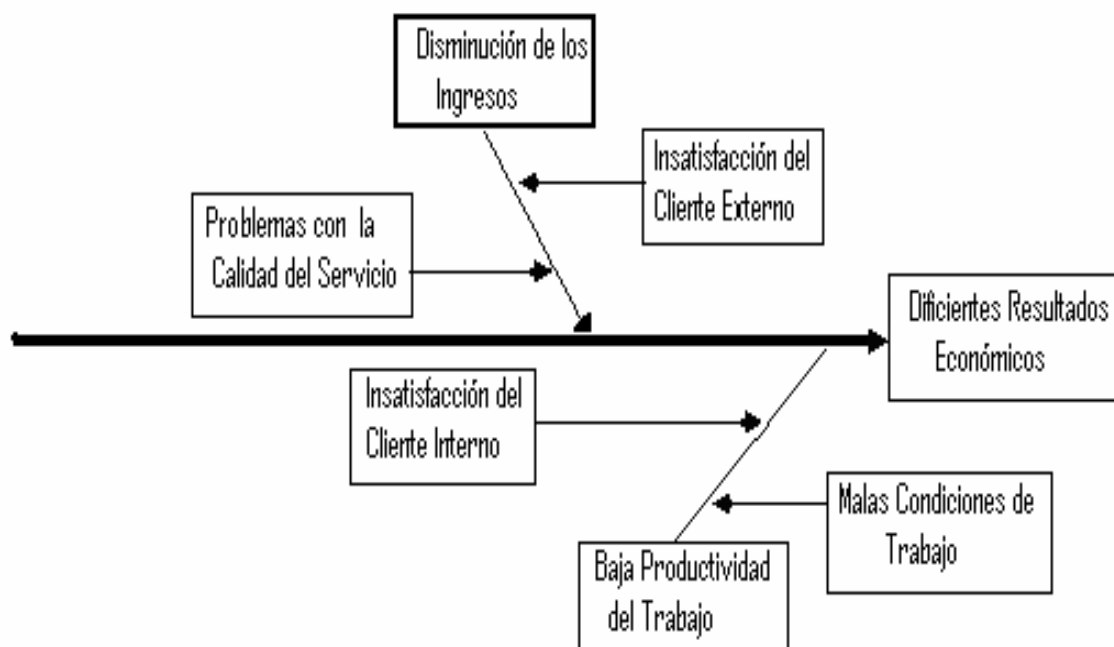 Disminución de los
Ingresos
Insatisfacción del
Cliente Externo
Problemas con la
Calidad del Servicio
Dificientes Resultados
Económicos
Insatisfacción del
Cliente Interno
Malas Condiciones de
Trabajo
Baja Productividad
del Trabajo